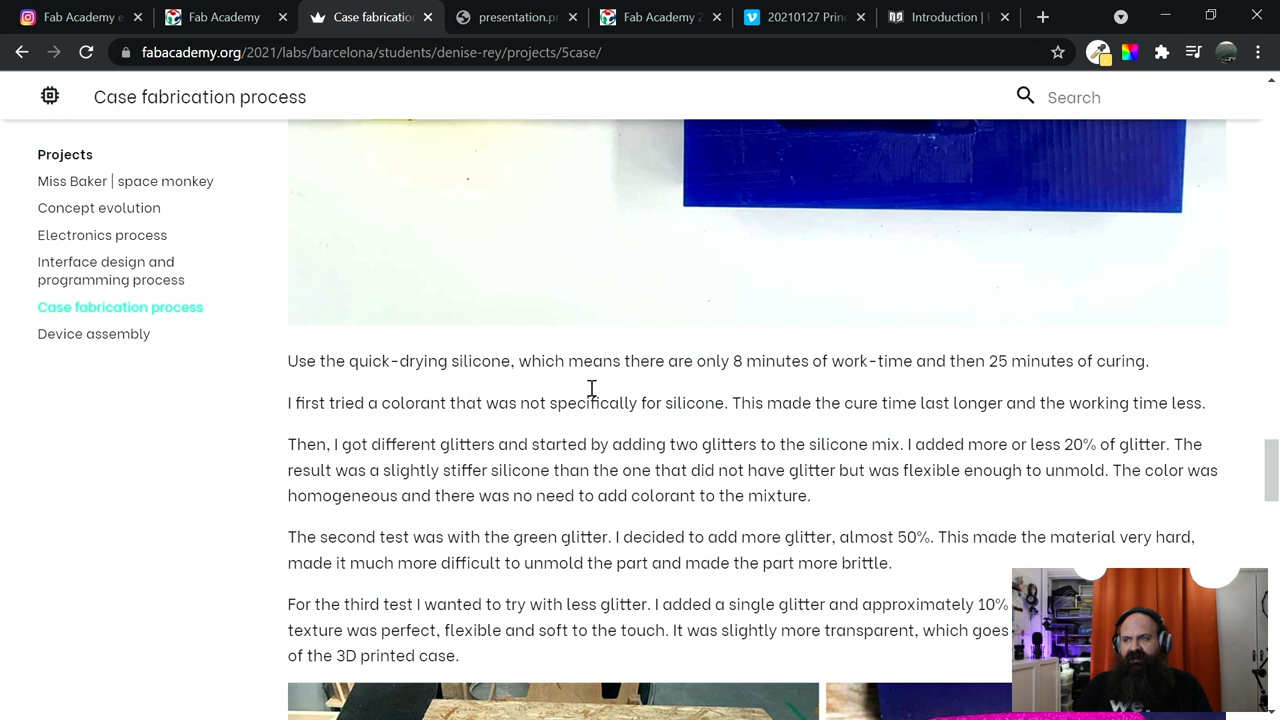 Fab Academy e
Fab Academy
Case fabricatio
presentation.p
Fab Academy 2
20210127 Prin
Introduction |
fabacademy.org/2021/labs/barcelona/students/denise-rey/projects/5case/
Case fabrication process
Search
Projects
Miss Baker | space monkey
Concept evolution
Electronics process
Interface design and
programming process
Case fabrication process
Device assembly
Use the quick-drying silicone, which means there are only 8 minutes of work-time and then 25 minutes of curing.
I first tried a colorant that was not specifically for silicone. This made the cure time last longer and the working time less.
Then, I got different glitters and started by adding two glitters to the silicone mix. I added more or less 20% of glitter. The
result was a slightly stiffer silicone than the one that did not have glitter but was flexible enough to unmold. The color was
homogeneous and there was no need to add colorant to the mixture.
The second test was with the green glitter. I decided to add more glitter, almost 50%. This made the material very hard,
made it much more difficult to unmold the part and made the part more brittle.
For the third test I wanted to try with less glitter. I added a single glitter and approximately 10%
texture was perfect, flexible and soft to the touch. It was slightly more transparent, which goes
of the 3D printed case.
we.